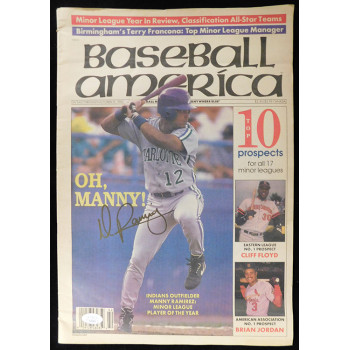 Minor League Year In Review, Classification All-Star Teams
Birmingham's Terry Francona: Top Minor League Manager
Baseball
america
TOP
10
prospects
for all 17
minor leagues
OH,
MANNY!
CHARLOTTE
12
EASTERN LEAGUE
NO. 1 PROSPECT
CLIFF FLOYD
INDIANS OUTFIELDER
MANNY RAMIREZ:
MINOR LEAGUE
PLAYER OF THE YEAR
AMERICAN ASSOCIATION
NO. 1 PROSPECT
BRIAN JORDAN